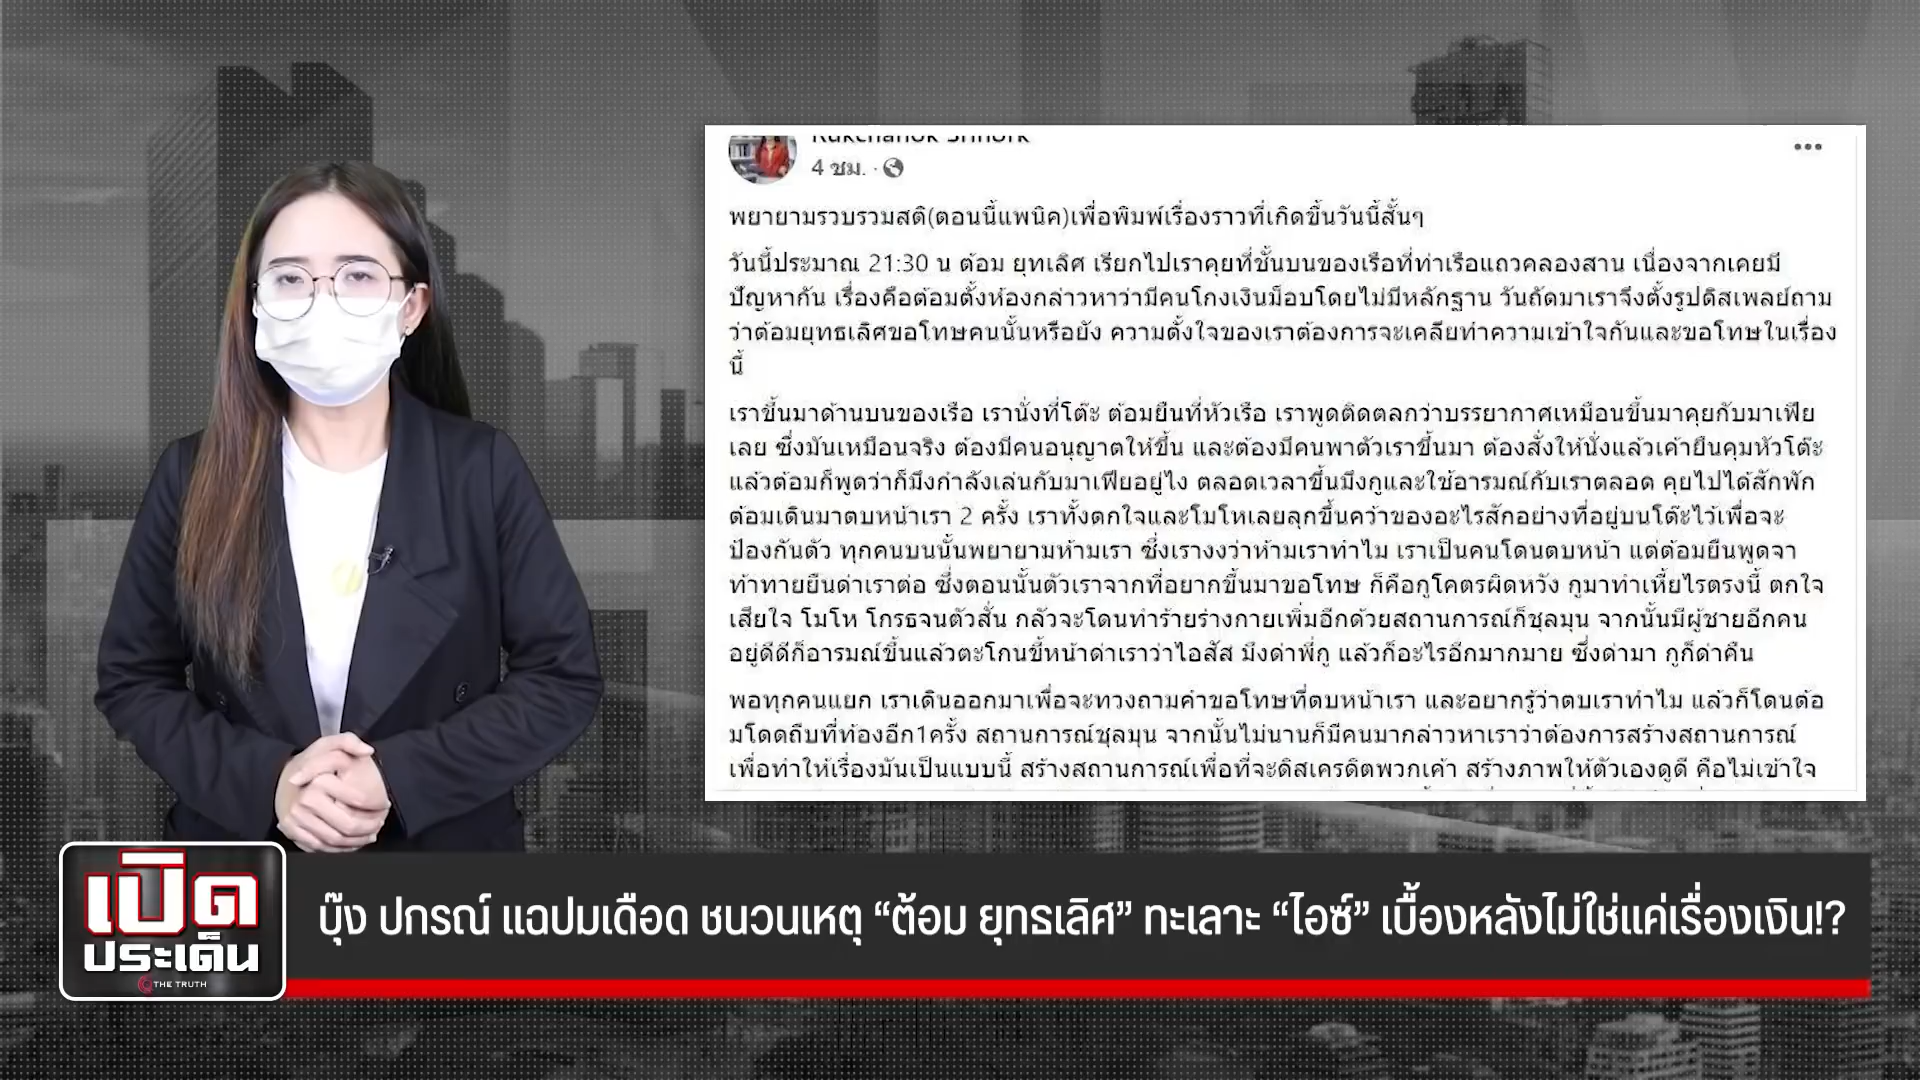 Rukchanok Srinork
4 ชม. ·
พยายามรวบรวมสติ(ตอนนี้แพนิค)เพื่อพิมพ์เรื่องราวที่เกิดขึ้นวันนี้สั้นๆ
วันนี้ประมาณ 21:30 น ต้อม ยุทเลิศ เรียกไปเราคุยที่ชั้นบนของเรือที่ท่าเรือแถวคลองสาน เนื่องจากเคยมี
ปัญหากัน เรื่องคือต้อมตั้งห้องกล่าวหาว่ามีคนโกงเงินม็อบโดยไม่มีหลักฐาน วันถัดมาเราจึงตั้งรูปดิสเพลย์ถาม
ว่าต้อมยุทธเลิศขอโทษคนนั้นหรือยัง ความตั้งใจของเราต้องการจะเคลียทำความเข้าใจกันและขอโทษในเรื่อง
นี้
เราขึ้นมาด้านบนของเรือ เรานั่งที่โต๊ะ ต้อมยืนที่หัวเรือ เราพูดติดตลกว่าบรรยากาศเหมือนขึ้นมาคุยกับมาเฟีย
เลย ซึ่งมันเหมือนจริง ต้องมีคนอนุญาตให้ขึ้น และต้องมีคนพาตัวเราขึ้นมา ต้องสั่งให้นั่งแล้วเค้ายืนคุมหัวโต๊ะ
แล้วต้อมก็พูดว่าก็มึงกำลังเล่นกับมาเฟียอยู่ไง ตลอดเวลาขึ้นมึงกูและใช้อารมณ์กับเราตลอด คุยไปได้สักพัก
ต้อมเดินมาตบหน้าเรา 2 ครั้ง เราทั้งตกใจและโมโหเลยลุกขึ้นคว้าของอะไรสักอย่างที่อยู่บนโต๊ะไว้เพื่อจะ
ป้องกันตัว ทุกคนบนนั้นพยายามห้ามเรา ซึ่งเรางงว่าห้ามเราทำไม เราเป็นคนโดนตบหน้า แต่ต้อมยืนพูดจา
ท้าทายยืนด่าเราต่อ ซึ่งตอนนั้นตัวเราจากที่อยากขึ้นมาขอโทษ ก็คือกูโคตรผิดหวัง กูมาทำเหี้ยไรตรงนี้ ตกใจ
เสียใจ โมโห โกรธจนตัวสั่น กลัวจะโดนทำร้ายร่างกายเพิ่มอีกด้วยสถานการณ์ก็ชุลมุน จากนั้นมีผู้ชายอีกคน
อยู่ดีดีก็อารมณ์ขึ้นแล้วตะโกนขี้หน้าด่าเราว่าไอสัส มึงด่าพี่กู แล้วก็อะไรอีกมากมาย ซึ่งด่ามา กูก็ด่าคืน
พอทุกคนแยก เราเดินออกมาเพื่อจะทวงถามคำขอโทษที่ตบหน้าเรา และอยากรู้ว่าตบเราทำไม แล้วก็โดนต้อ
มโดดถีบที่ท้องอีก1ครั้ง สถานการณ์ชุลมุน จากนั้นไม่นานก็มีคนมากล่าวหาเราว่าต้องการสร้างสถานการณ์
เพื่อทำให้เรื่องมันเป็นแบบนี้ สร้างสถานการณ์เพื่อที่จะดิสเครดิตพวกเค้า สร้างภาพให้ตัวเองดูดี คือไม่เข้าใจ
เปิด
ประเด็น
THE TRUTH
บุ๊ง ปกรณ์ แฉปมเดือด ชนวนเหตุ “ต้อม ยุทธเลิศ” ทะเลาะ “ไอซ์” เบื้องหลังไม่ใช่แค่เรื่องเงิน!?